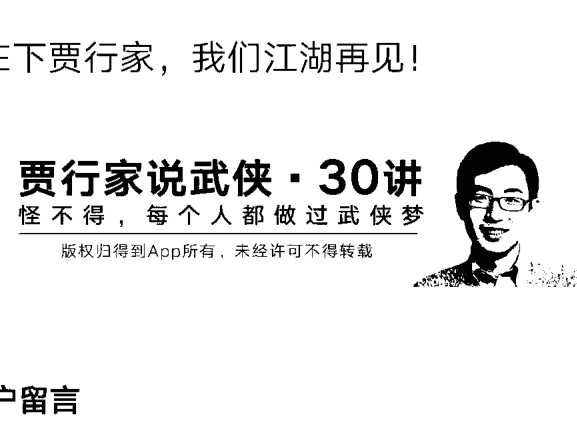 在下贾行家，我们江湖再见！
贾行家说武侠·30讲
怪不得，每个人都做过武侠梦
版权归得到App所有，未经许可不得转载
户留言